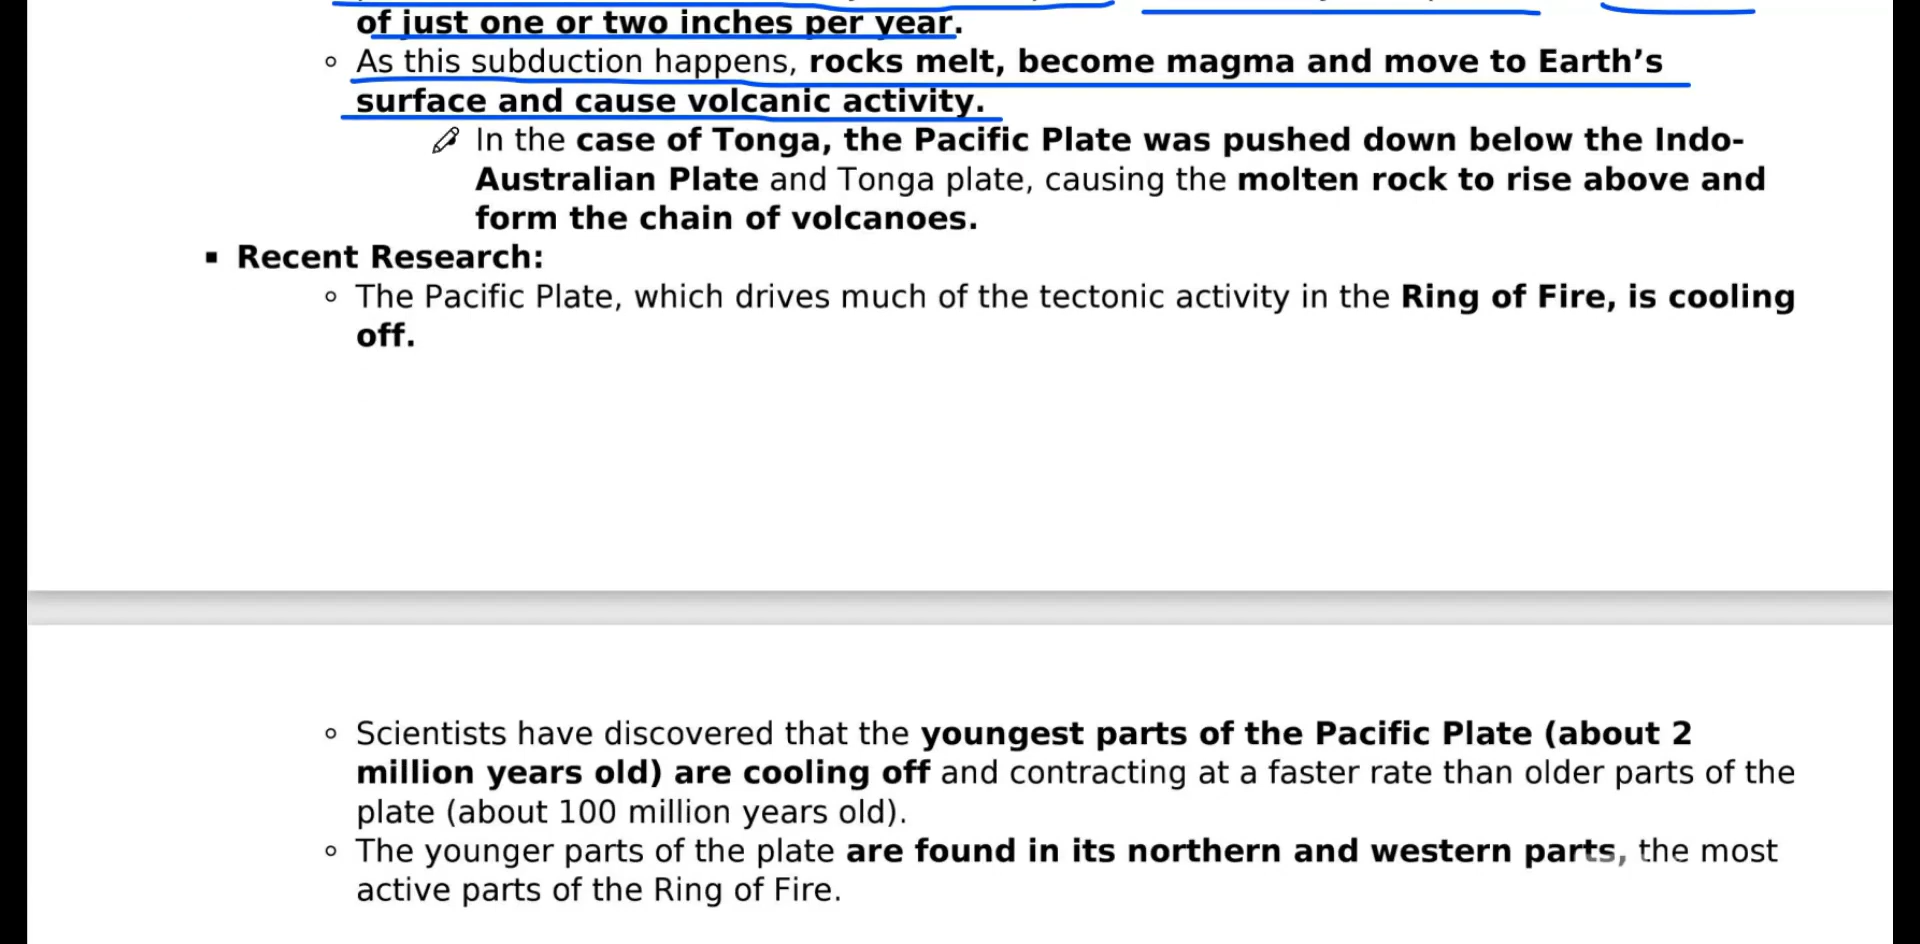 of just one or two inches per year.
As this subduction happens, rocks melt, become magma and move to Earth’s
surface and cause volcanic activity.
In the case of Tonga, the Pacific Plate was pushed down below the Indo-
Australian Plate and Tonga plate, causing the molten rock to rise above and
form the chain of volcanoes.
Recent Research:
The Pacific Plate, which drives much of the tectonic activity in the Ring of Fire, is cooling
off.
Scientists have discovered that the youngest parts of the Pacific Plate (about 2
million years old) are cooling off and contracting at a faster rate than older parts of the
plate (about 100 million years old).
The younger parts of the plate are found in its northern and western parts, the most
active parts of the Ring of Fire.